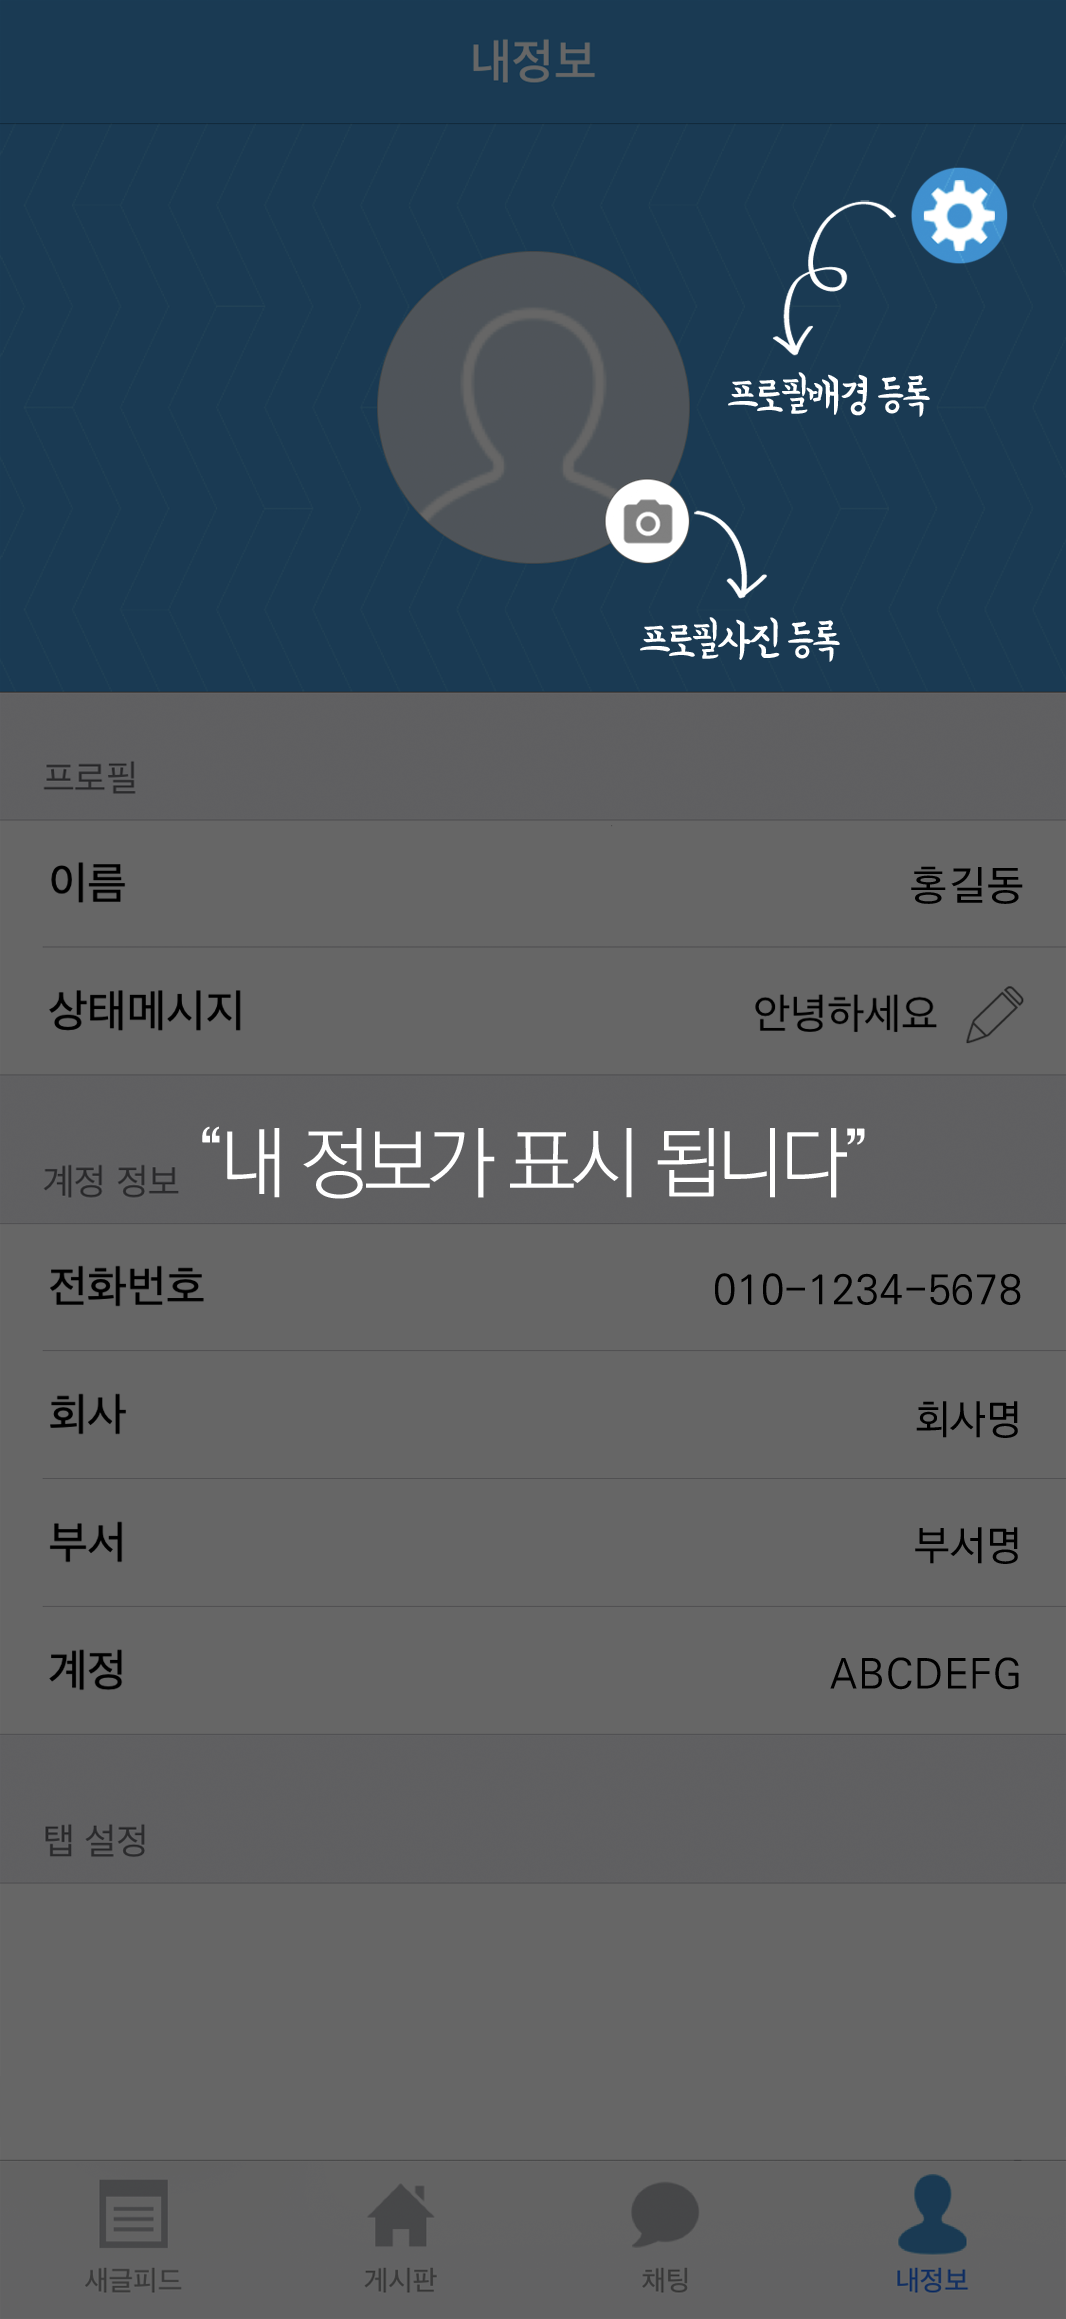 내정보
프로필배경 등록
프로필사진 등록
프로필
이름 홍길동
상태메시지 안녕하세요
“내 정보가 표시 됩니다”
계정 정보
전화번호 010-1234-5678
회사 회사명
부서 부서명
계정 ABCDEFG
탭 설정
새글피드 게시판 채팅 내정보